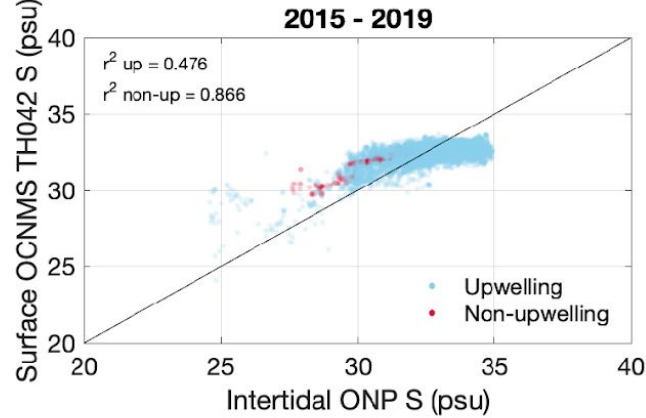 2015 - 2019
r² up = 0.476
r² non-up = 0.866
Surface OCNMS TH042 S (psu)
40
35
30
25
20
Upwelling
Non-upwelling
20 25 30 35 40
Intertidal ONP S (psu)